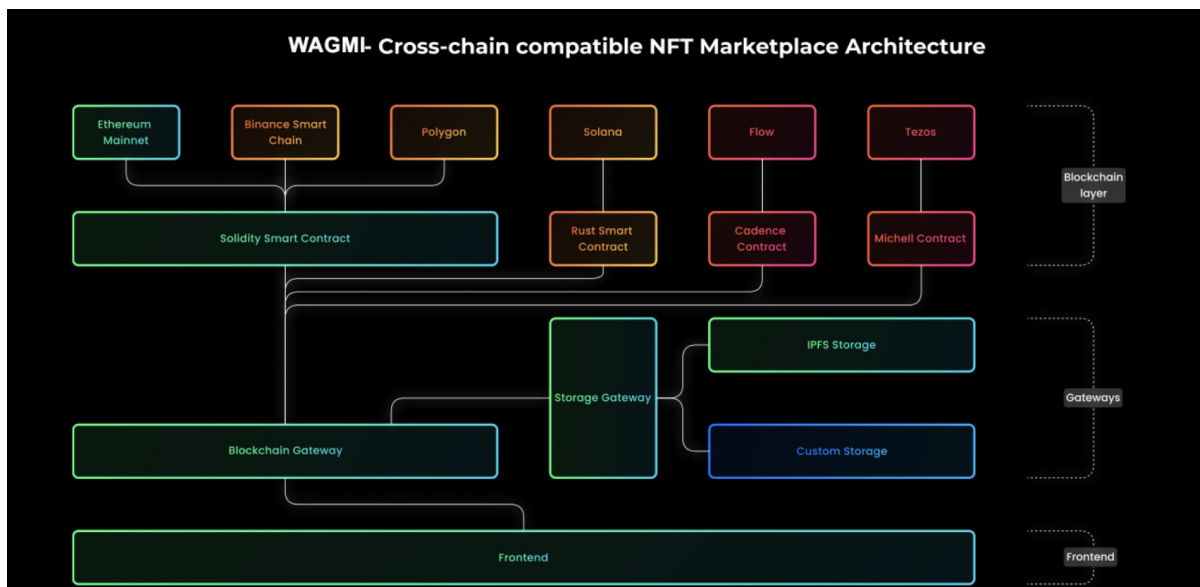 WAGMI- Cross-chain compatible NFT Marketplace Architecture
Ethereum
Mainnet
Binance Smart
Chain
Polygon
Solana
Flow
Tezos
Blockchain
layer
Solidity Smart Contract
Rust Smart
Contract
Cadence
Contract
Michell Contract
IPFS Storage
Storage Gateway
Gateways
Blockchain Gateway
Custom Storage
Frontend
Frontend